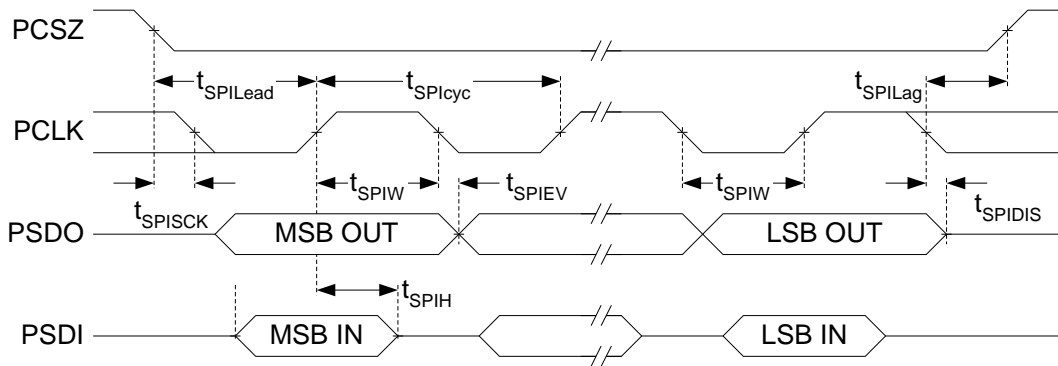 PCSZ
tSPILead
tSPIcyc
tSPILag
PCLK
tSPIW
tSPIEV
tSPIW
tSPISCK
tSPIDIS
PSDO
MSB OUT
LSB OUT
tSPIH
PSDI
MSB IN
LSB IN